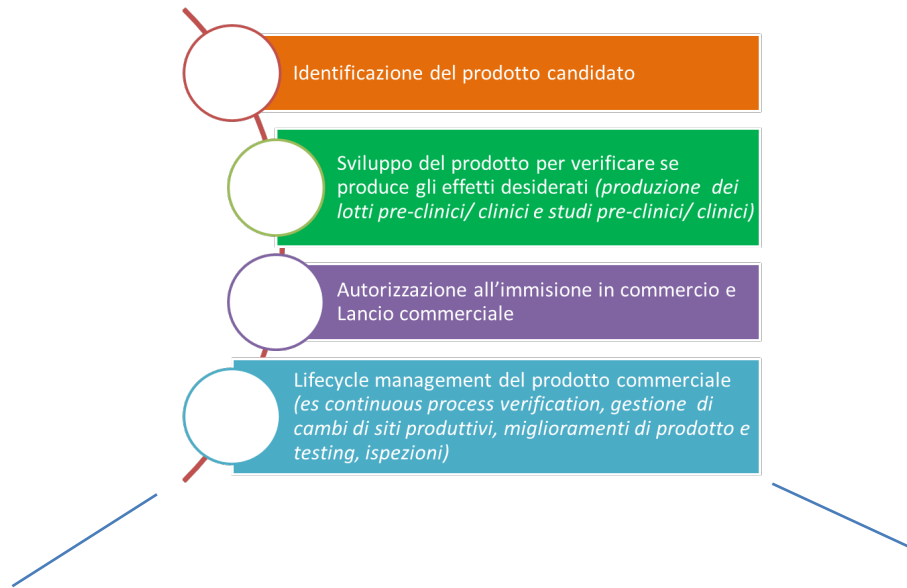 Identificazione del prodotto candidato
Sviluppo del prodotto per verificare se
produce gli effetti desiderati (produzione dei
lotti pre-clinici/ clinici e studi pre-clinici/ clinici)
Autorizzazione all’immisione in commercio e
Lancio commerciale
Lifecycle management del prodotto commerciale
(es continuous process verification, gestione di
cambi di siti produttivi, miglioramenti di prodotto e
testing, ispezioni)